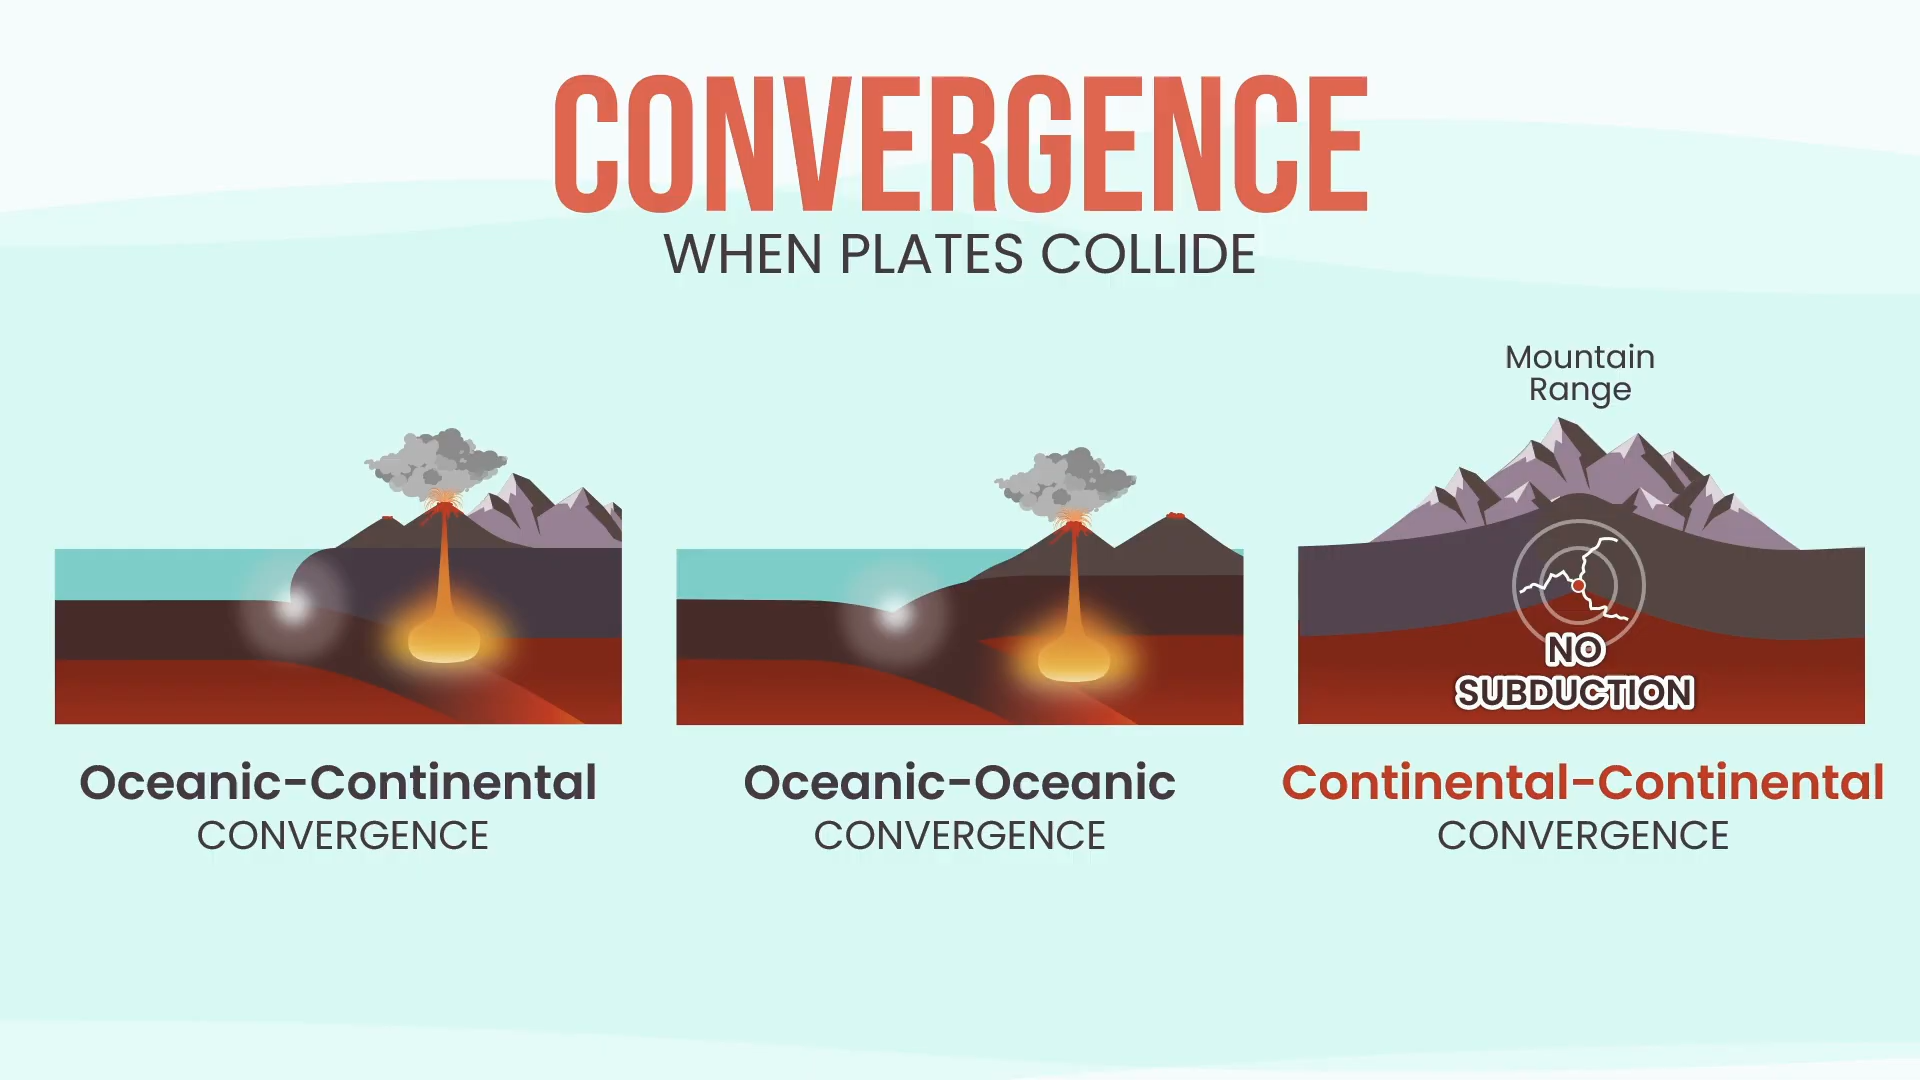 CONVERGENCE
WHEN PLATES COLLIDE
Mountain
Range
NO
SUBDUCTION
Oceanic-Continental
CONVERGENCE
Oceanic-Oceanic
CONVERGENCE
Continental-Continental
CONVERGENCE